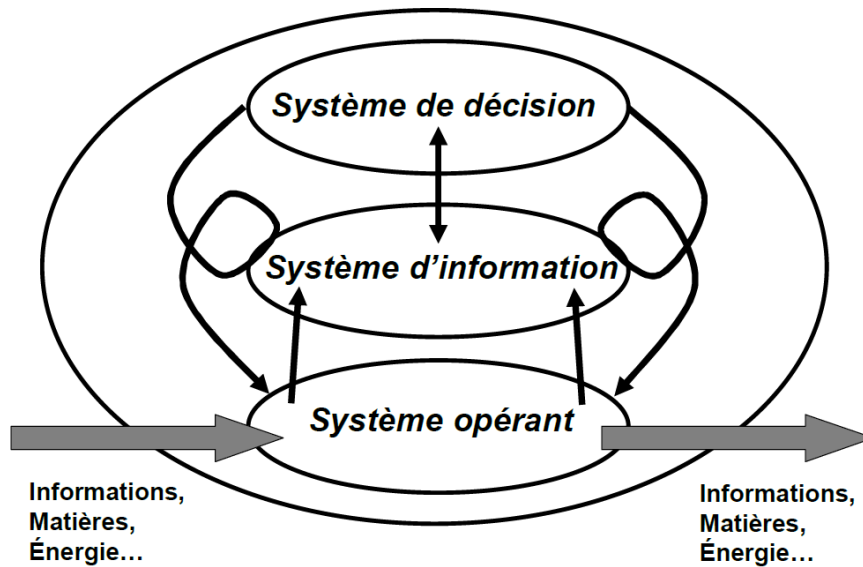 Système de décision
Système d’information
Système opérant
Informations,
Matières,
Énergie…
Informations,
Matières,
Énergie…